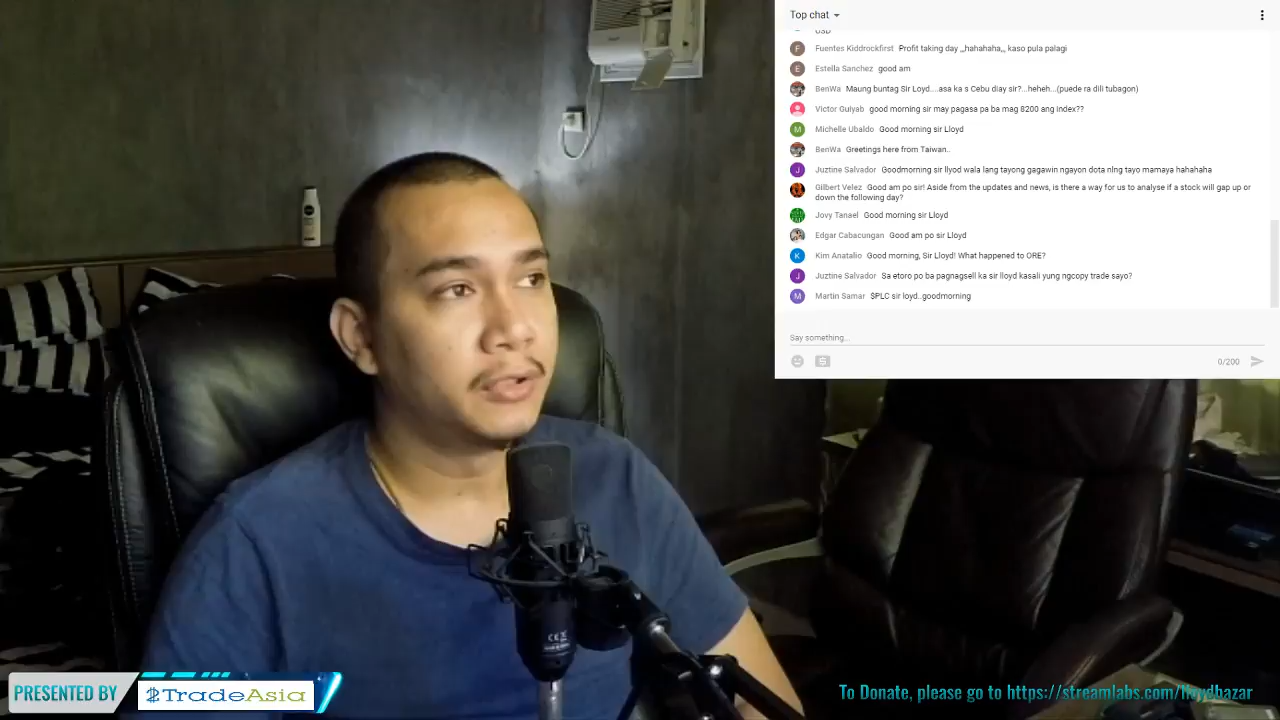 Top chat
USD
F Fuentes Kiddrockfirst Profit taking day ,,,hahahaha,,, kaso pula palagi
E Estella Sanchez good am
BenWa Maung buntag Sir Loyd....asa ka s Cebu diay sir?...heheh...(puede ra dili tubagon)
Victor Guiyab good morning sir may pagasa pa ba mag 8200 ang index??
M Michelle Ubaldo Good morning sir Lloyd
BenWa Greetings here from Taiwan..
J Juztine Salvador Goodmorning sir llyod wala lang tayong gagawin ngayon dota nlng tayo mamaya hahahaha
Gilbert Velez Good am po sir! Aside from the updates and news, is there a way for us to analyse if a stock will gap up or
down the following day?
Jovy Tanael Good morning sir Lloyd
Edgar Cabacungan Good am po sir Lloyd
K Kim Anatalio Good morning, Sir Lloyd! What happened to ORE?
J Juztine Salvador Sa etoro po ba pagnagsell ka sir lloyd kasali yung ngcopy trade sayo?
M Martin Samar $PLC sir loyd..goodmorning
Say something...
0/200
NIVEA
CE
PRESENTED BY
$TradeAsia
To Donate, please go to https://streamlabs.com/lloydbazar